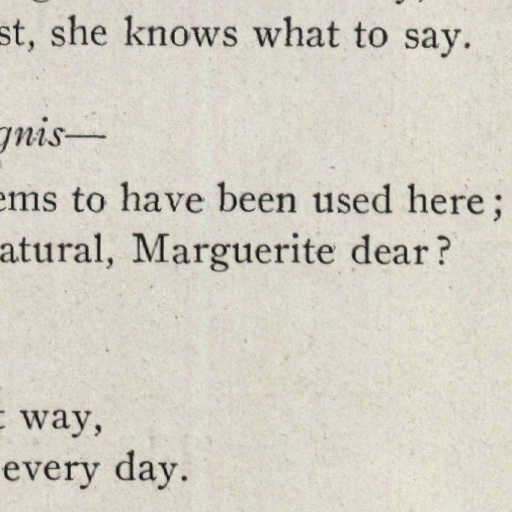 st, she knows what to say.
gnis—
ems to have been used here;
atural, Marguerite dear?
way,
every day.